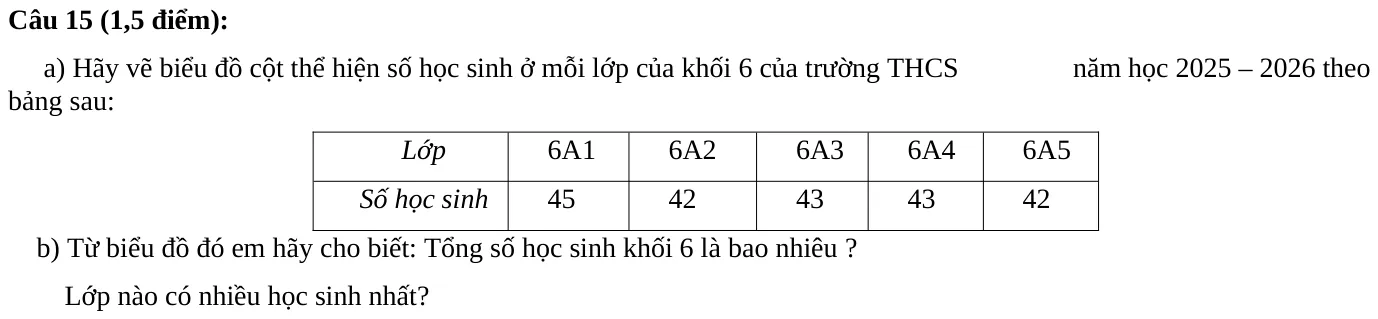 Câu 15 (1,5 điểm):
a) Hãy vẽ biểu đồ cột thể hiện số học sinh ở mỗi lớp của khối 6 của trường THCS năm học 2025 – 2026 theo
bảng sau:
Lớp 6A1 6A2 6A3 6A4 6A5
Số học sinh 45 42 43 43 42
b) Từ biểu đồ đó em hãy cho biết: Tổng số học sinh khối 6 là bao nhiêu ?
Lớp nào có nhiều học sinh nhất?